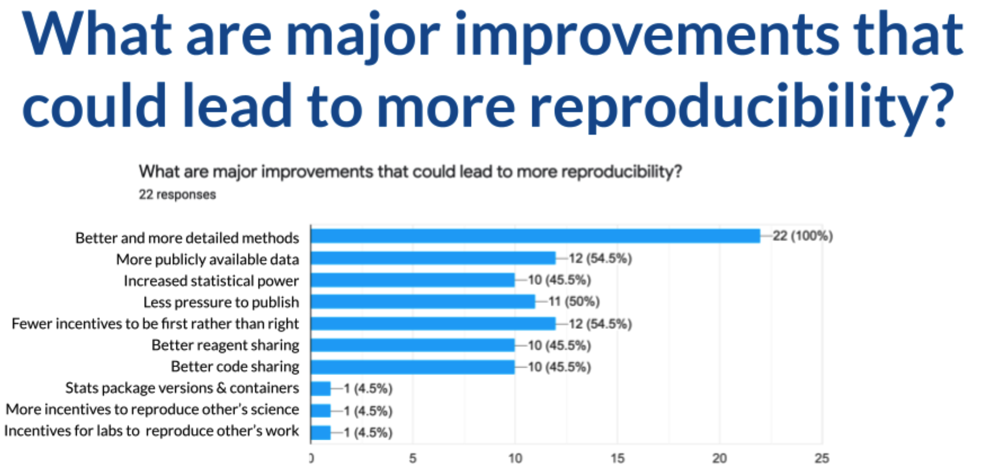 What are major improvements that
could lead to more reproducibility?
What are major improvements that could lead to more reproducibility?
22 responses
Better and more detailed methods 22 (100%)
More publicly available data 12 (54.5%)
Increased statistical power 10 (45.5%)
Less pressure to publish 11 (50%)
Fewer incentives to be first rather than right 12 (54.5%)
Better reagent sharing 10 (45.5%)
Better code sharing 10 (45.5%)
Stats package versions & containers 1 (4.5%)
More incentives to reproduce other's science 1 (4.5%)
Incentives for labs to reproduce other's work 1 (4.5%)
0 5 10 15 20 25